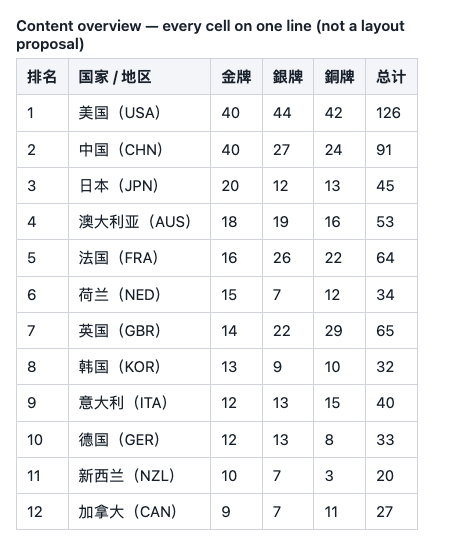 Content overview — every cell on one line (not a layout
proposal)
排名 国家 / 地区 金牌 銀牌 銅牌 总计
1 美国（USA） 40 44 42 126
2 中国（CHN） 40 27 24 91
3 日本（JPN） 20 12 13 45
4 澳大利亚（AUS） 18 19 16 53
5 法国（FRA） 16 26 22 64
6 荷兰（NED） 15 7 12 34
7 英国（GBR） 14 22 29 65
8 韩国（KOR） 13 9 10 32
9 意大利（ITA） 12 13 15 40
10 德国（GER） 12 13 8 33
11 新西兰（NZL） 10 7 3 20
12 加拿大（CAN） 9 7 11 27